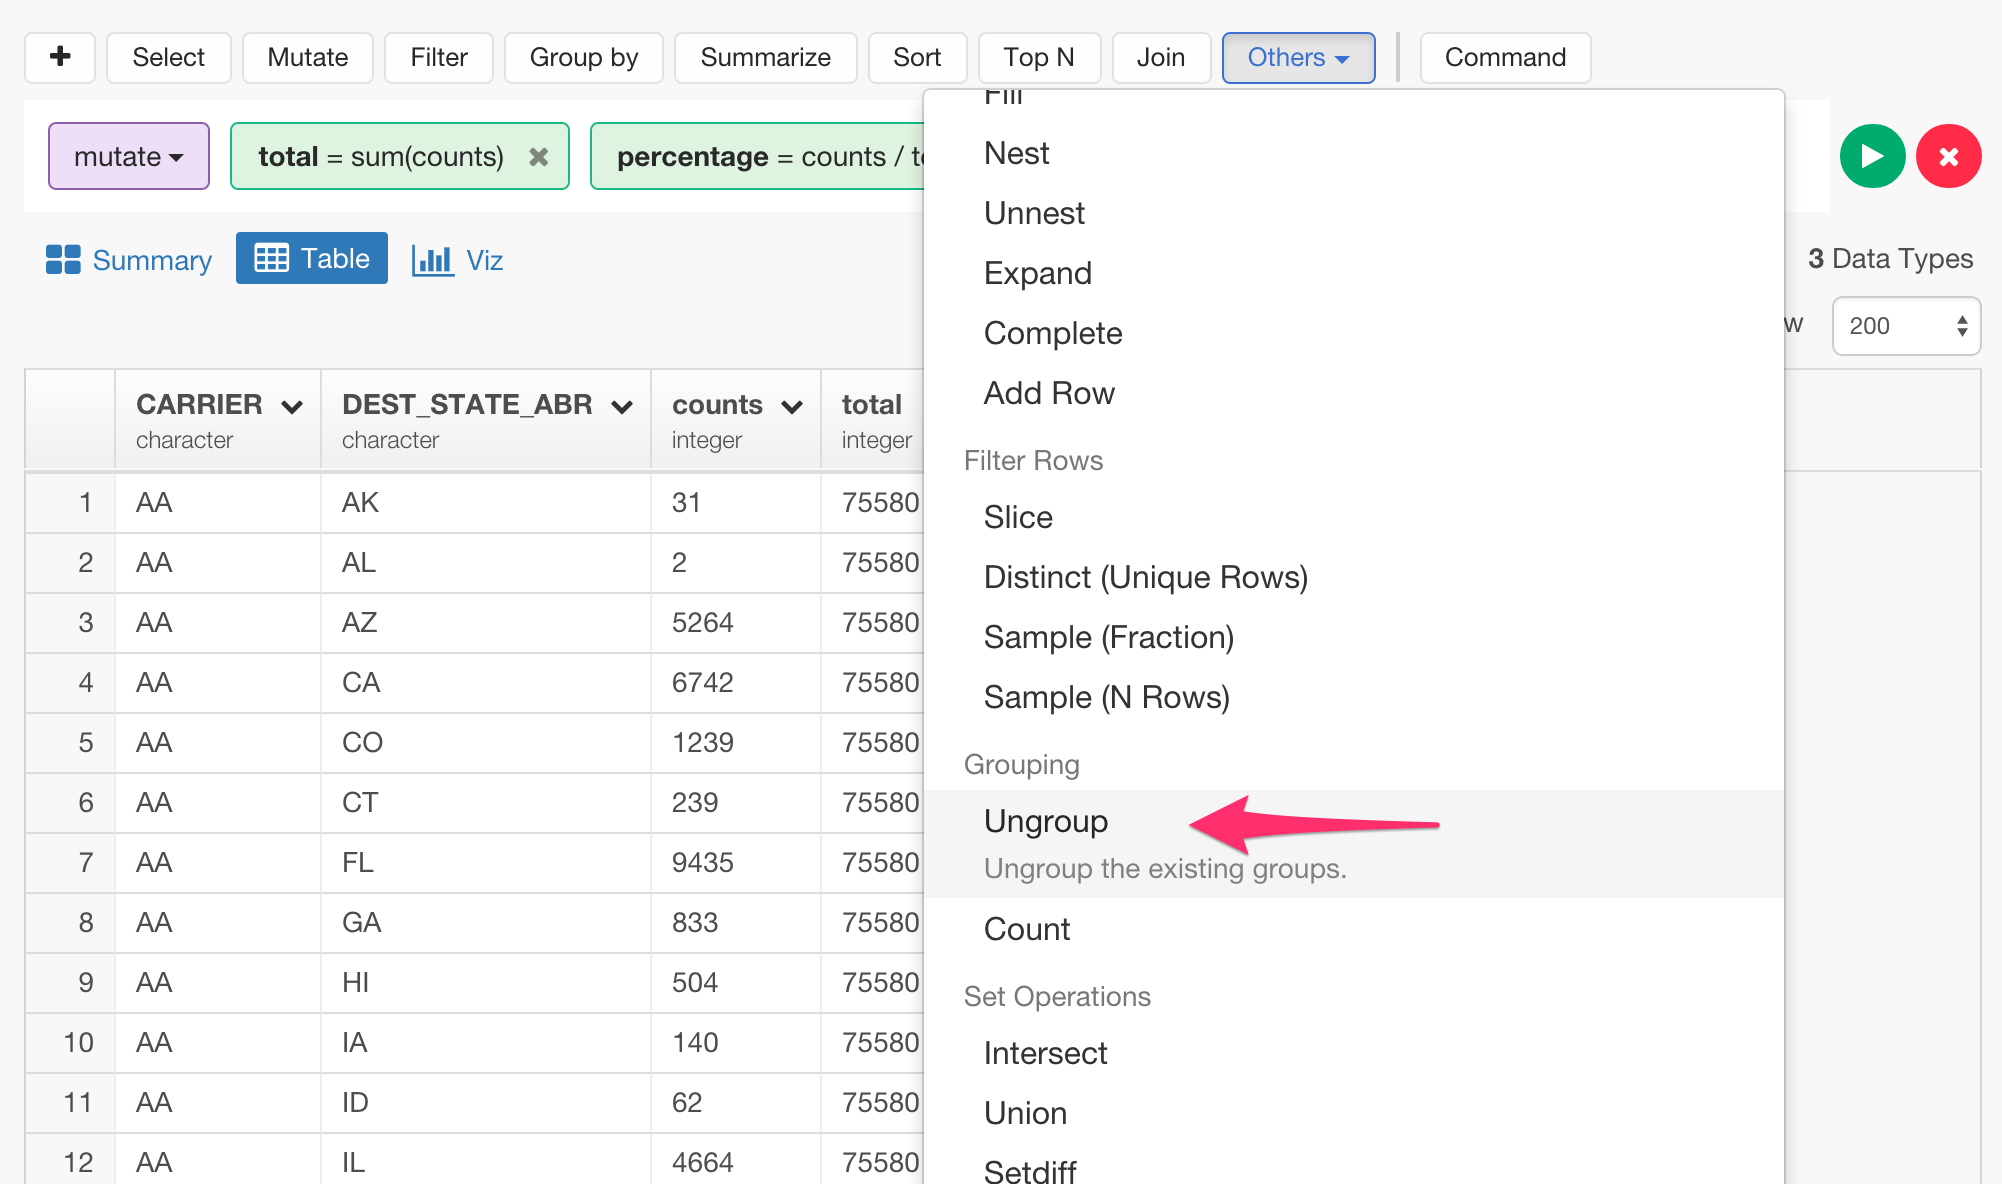 + Select Mutate Filter Group by Summarize Sort Top N Join Others Command
mutate total = sum(counts) percentage = counts /
Summary Table Viz 3 Data Types
200
CARRIER DEST_STATE_ABR counts total
character character integer integer
1 AA AK 31 75580
2 AA AL 2 75580
3 AA AZ 5264 75580
4 AA CA 6742 75580
5 AA CO 1239 75580
6 AA CT 239 75580
7 AA FL 9435 75580
8 AA GA 833 75580
9 AA HI 504 75580
10 AA IA 140 75580
11 AA ID 62 75580
12 AA IL 4664 75580
Fill
Nest
Unnest
Expand
Complete
Add Row
Filter Rows
Slice
Distinct (Unique Rows)
Sample (Fraction)
Sample (N Rows)
Grouping
Ungroup
Ungroup the existing groups.
Count
Set Operations
Intersect
Union
Setdiff